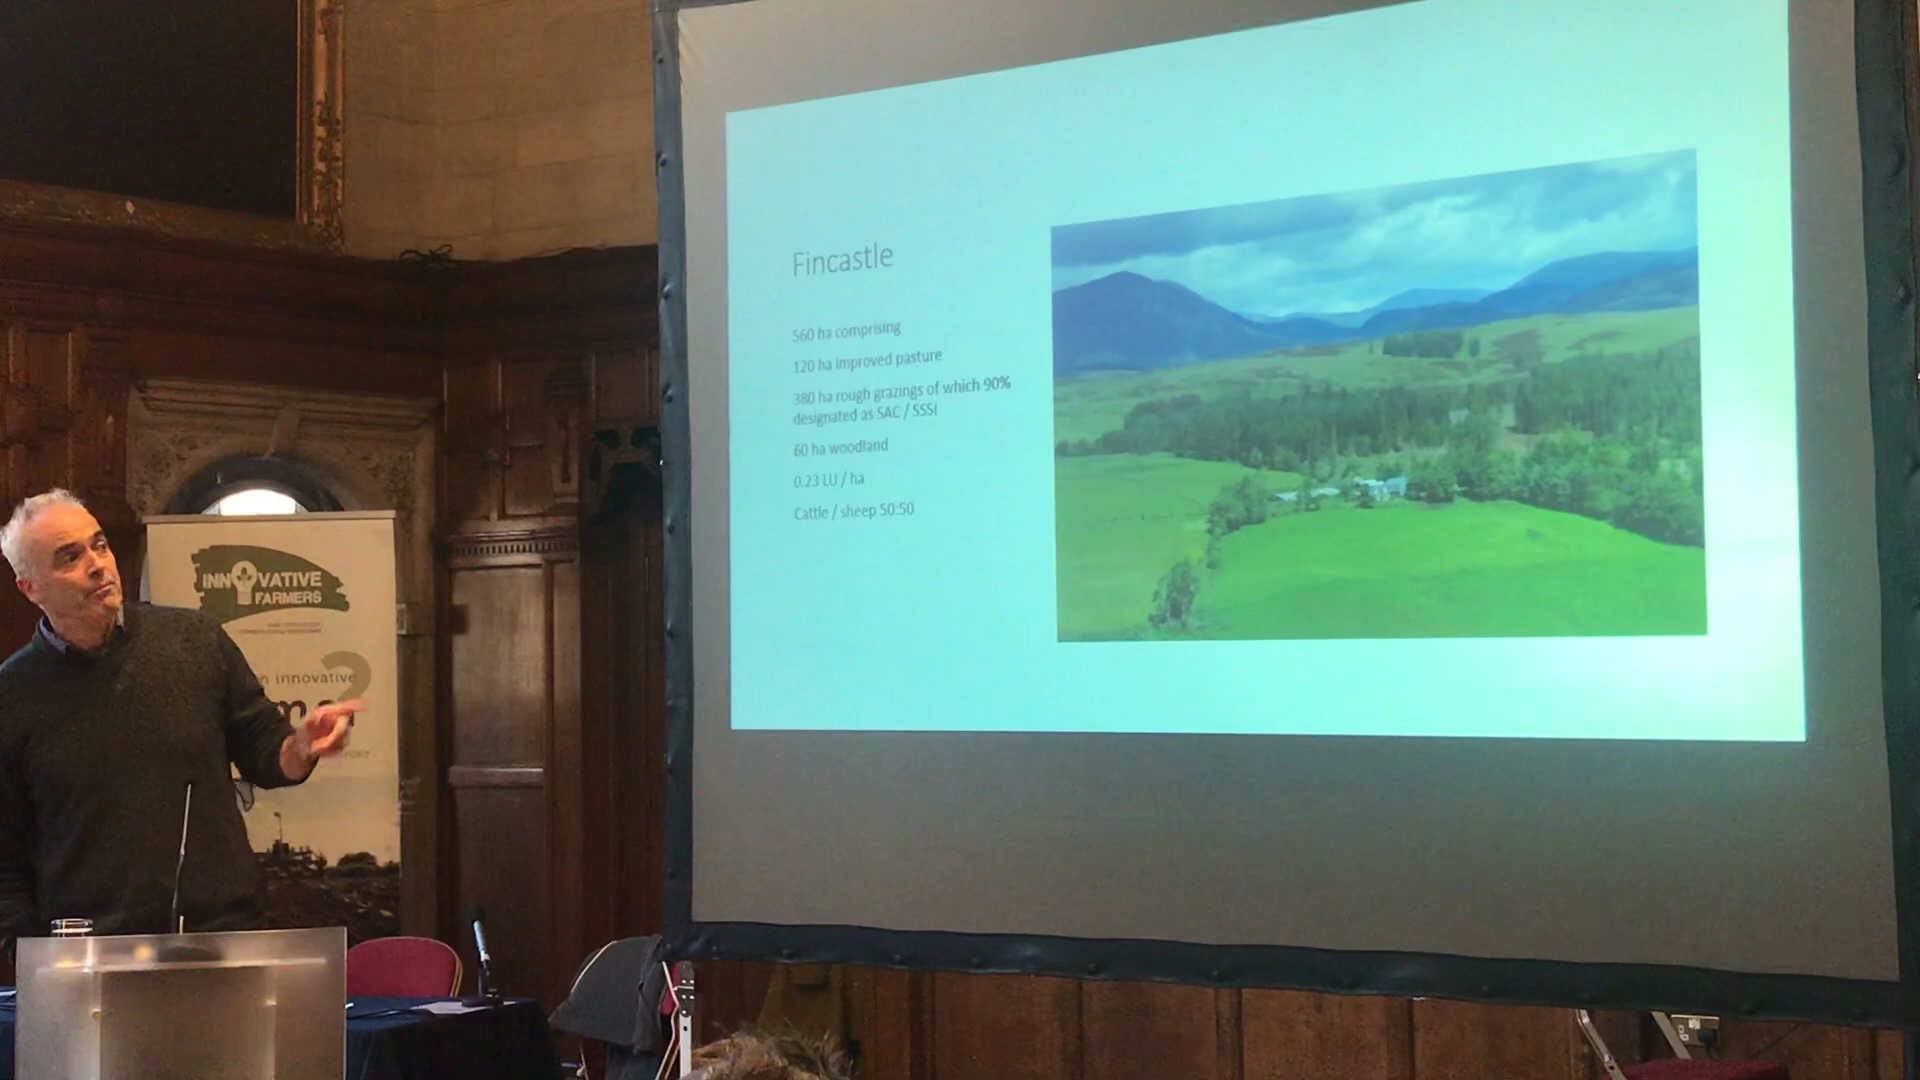 Fincastle
560 ha comprising
120 ha improved pasture
380 ha rough grazings of which 90%
designated as SAC / SSSI
60 ha woodland
0.23 LU / ha
Cattle / sheep 50:50
INNOVATIVE
FARMERS
innovative